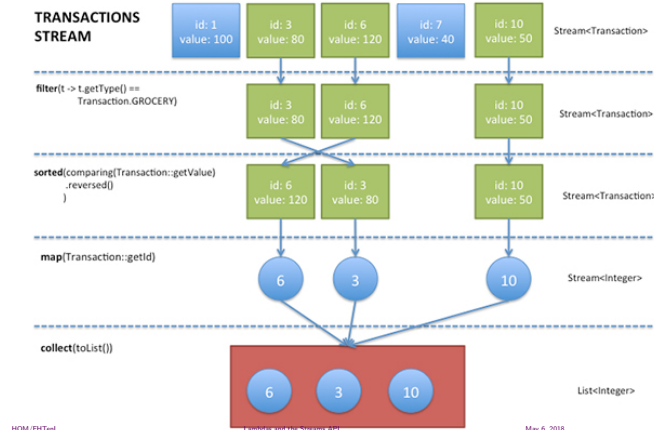 TRANSACTIONS
STREAM
id: 1
value: 100
id: 3
value: 80
id: 6
value: 120
id: 7
value: 40
id: 10
value: 50
Stream<Transaction>
filter(t -> t.getType() ==
Transaction.GROCERY)
id: 3
value: 80
id: 6
value: 120
id: 10
value: 50
Stream<Transaction>
sorted(comparing(Transaction::getValue)
.reversed()
)
id: 6
value: 120
id: 3
value: 80
id: 10
value: 50
Stream<Transaction>
map(Transaction::getId)
6
3
10
Stream<Integer>
collect(toList())
6
3
10
List<Integer>
Lambdas and the Streams API
May 6, 2018